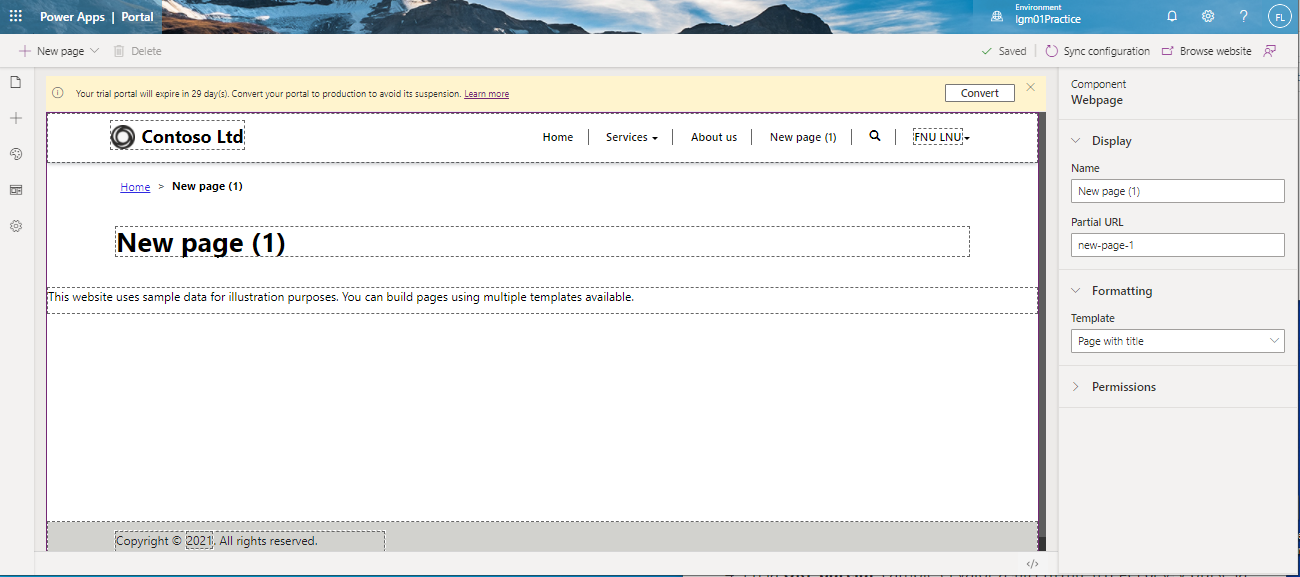 Power Apps | Portal
Environment
lgm01Practice
?
FL
New page
Delete
Saved
Sync configuration
Browse website
Your trial portal will expire in 29 day(s). Convert your portal to production to avoid its suspension. Learn more
Convert
Contoso Ltd
Home
Services
About us
New page (1)
FNU LNU
Home > New page (1)
New page (1)
This website uses sample data for illustration purposes. You can build pages using multiple templates available.
Copyright © 2021. All rights reserved.
</>
Component
Webpage
Display
Name
New page (1)
Partial URL
new-page-1
Formatting
Template
Page with title
Permissions